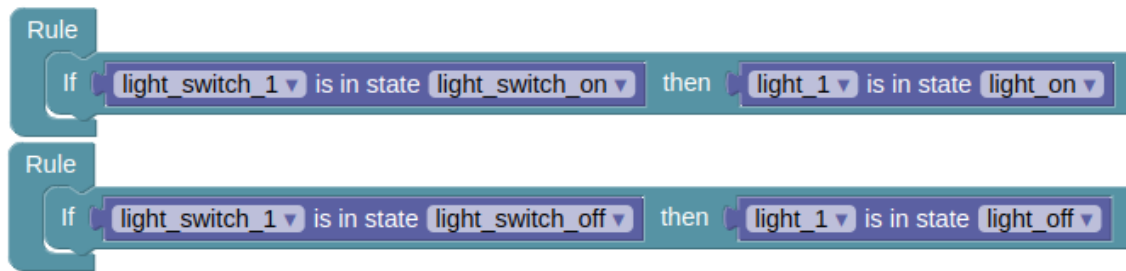 Rule
If light_switch_1 is in state light_switch_on then light_1 is in state light_on
Rule
If light_switch_1 is in state light_switch_off then light_1 is in state light_off